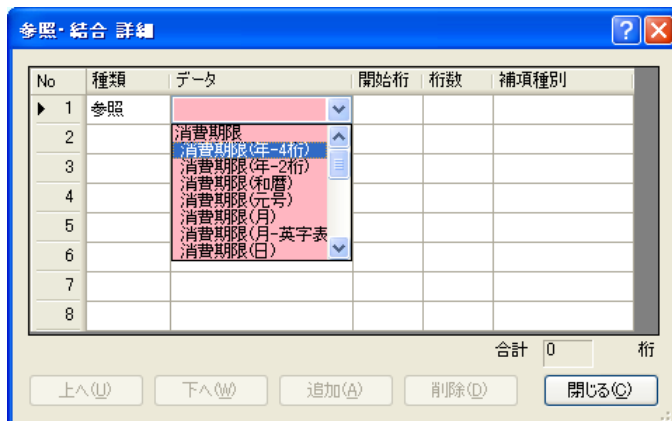 参照・結合 詳細
No 種類 データ 開始桁 桁数 補項種別
1 参照
2 消費期限
消費期限(年-4桁)
3 消費期限(年-2桁)
消費期限(和暦)
4 消費期限(元号)
5 消費期限(月)
消費期限(月-英字表
6 消費期限(日)
7
8
合計 0 桁
上へ(U) 下へ(W) 追加(A) 削除(D) 閉じる(C)